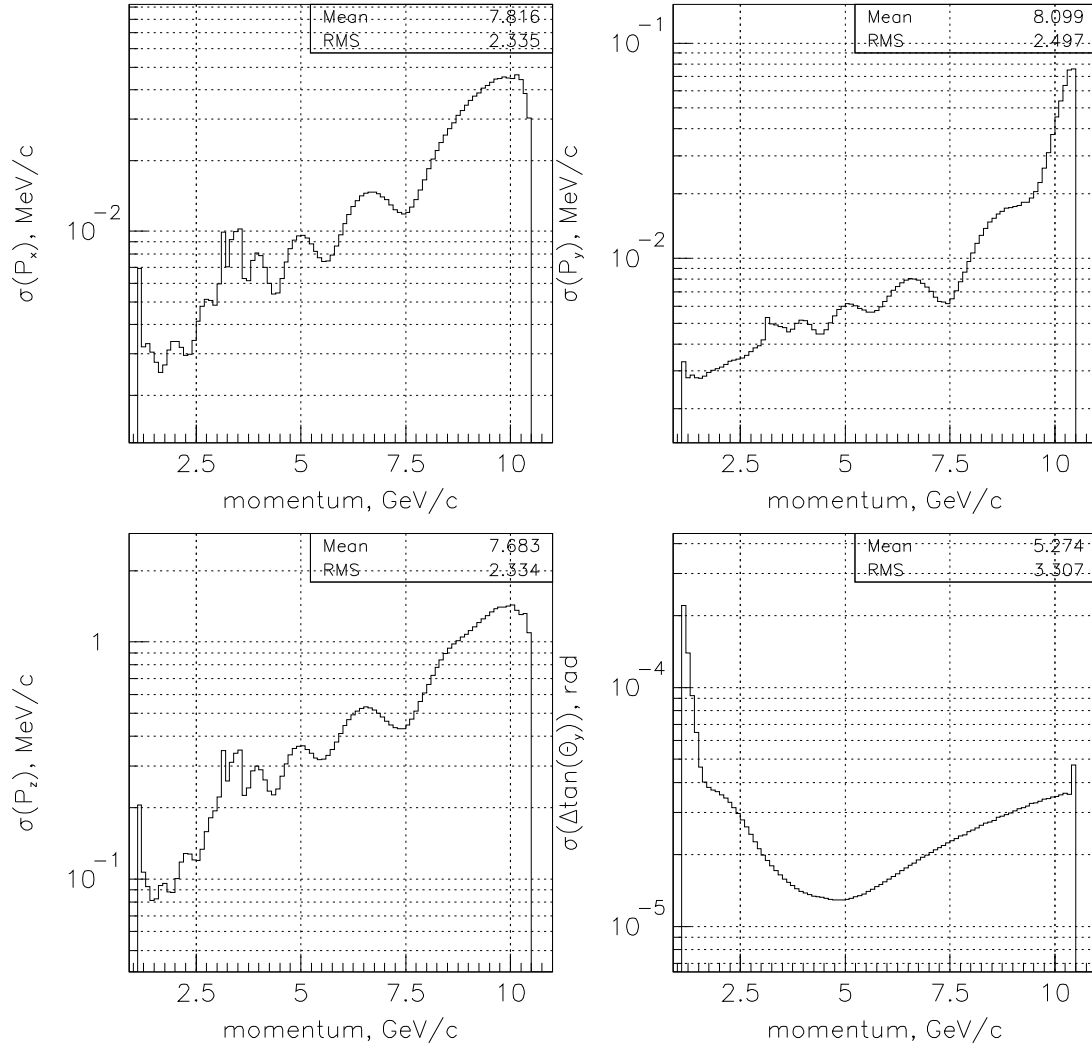 Mean 7.816
RMS 2.335
σ(Pₓ), MeV/c
10⁻²
2.5 5 7.5 10
momentum, GeV/c
Mean 8.099
RMS 2.497
σ(P_y), MeV/c
10⁻¹
10⁻²
2.5 5 7.5 10
momentum, GeV/c
Mean 7.683
RMS 2.334
σ(P_z), MeV/c
1
10⁻¹
2.5 5 7.5 10
momentum, GeV/c
Mean 5.274
RMS 3.307
σ(Δtan(Θ_y)), rad
10⁻⁴
10⁻⁵
2.5 5 7.5 10
momentum, GeV/c